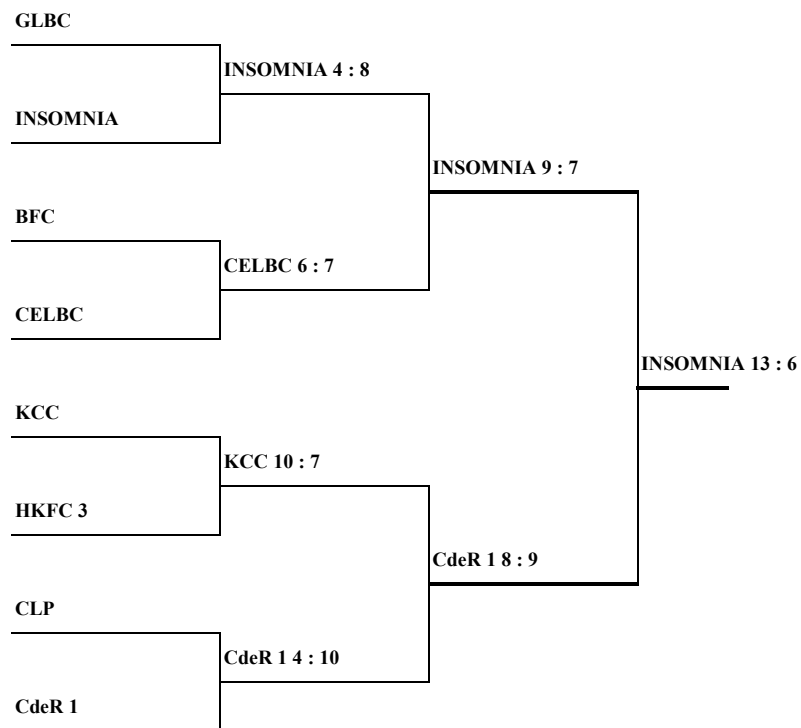 GLBC
INSOMNIA 4 : 8
INSOMNIA
INSOMNIA 9 : 7
BFC
CELBC 6 : 7
CELBC
INSOMNIA 13 : 6
KCC
KCC 10 : 7
HKFC 3
CdeR 1 8 : 9
CLP
CdeR 1 4 : 10
CdeR 1